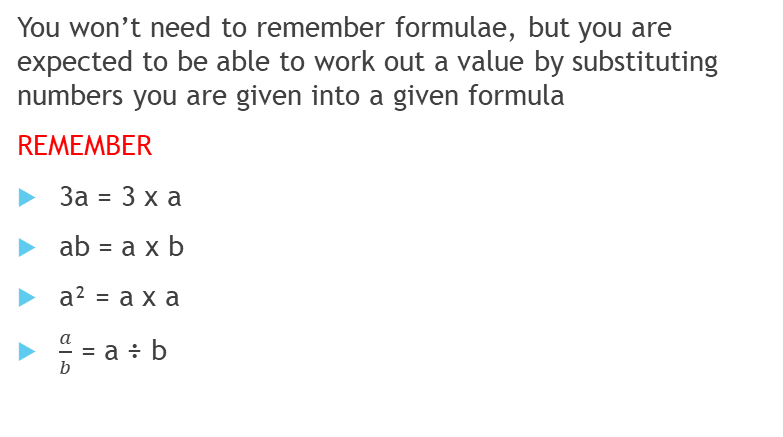 You won’t need to remember formulae, but you are
expected to be able to work out a value by substituting
numbers you are given into a given formula
REMEMBER
3a = 3 x a
ab = a x b
a² = a x a
a/b = a ÷ b